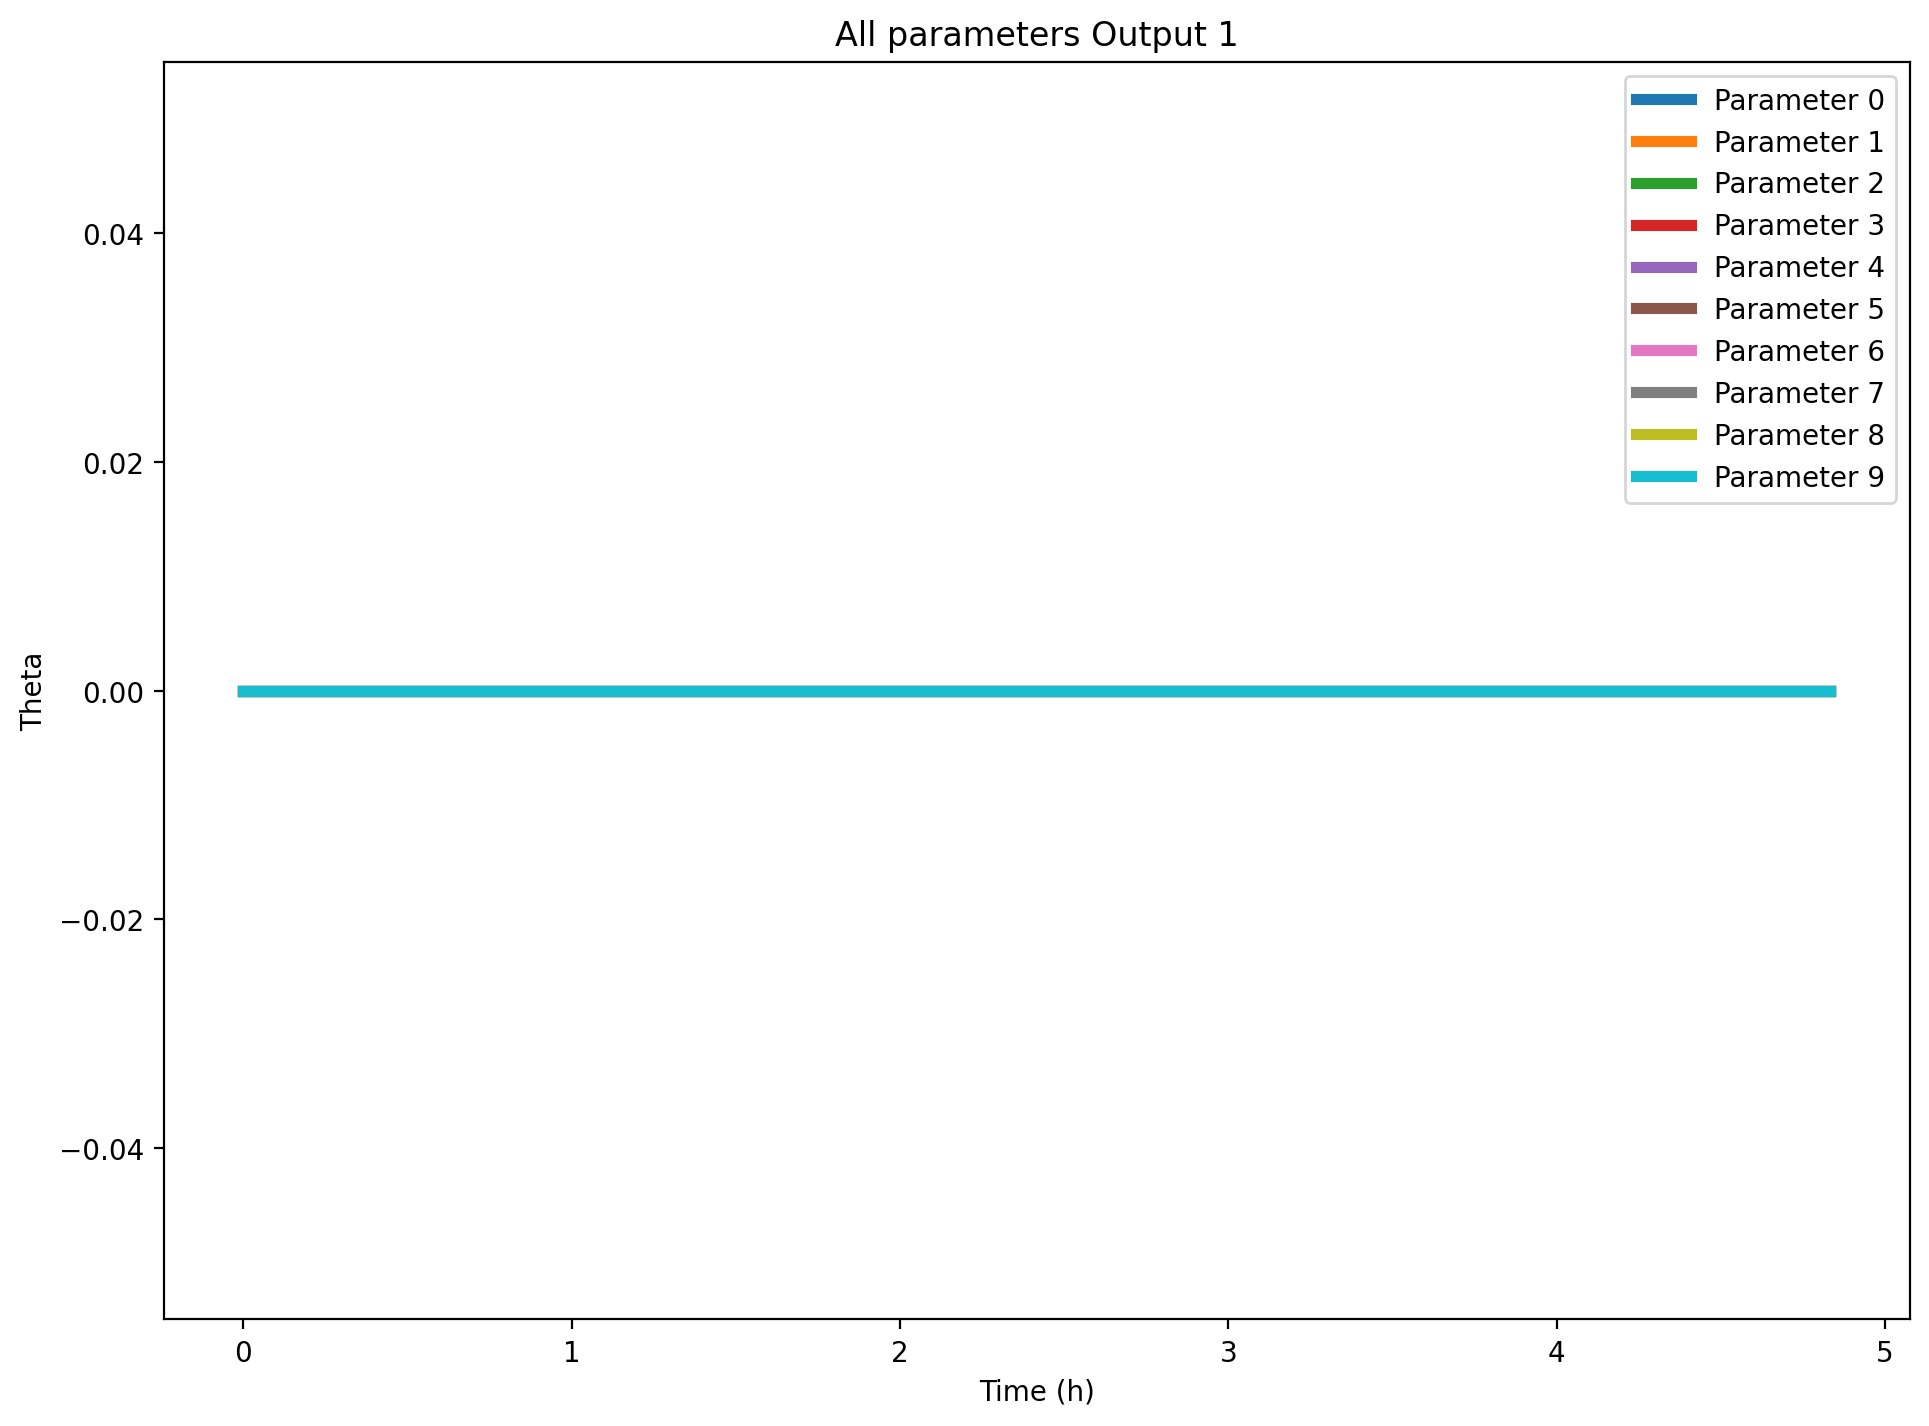 All parameters Output 1
Parameter 0
Parameter 1
Parameter 2
Parameter 3
Parameter 4
Parameter 5
Parameter 6
Parameter 7
Parameter 8
Parameter 9
0.04
0.02
0.00
−0.02
−0.04
Theta
0 1 2 3 4 5
Time (h)